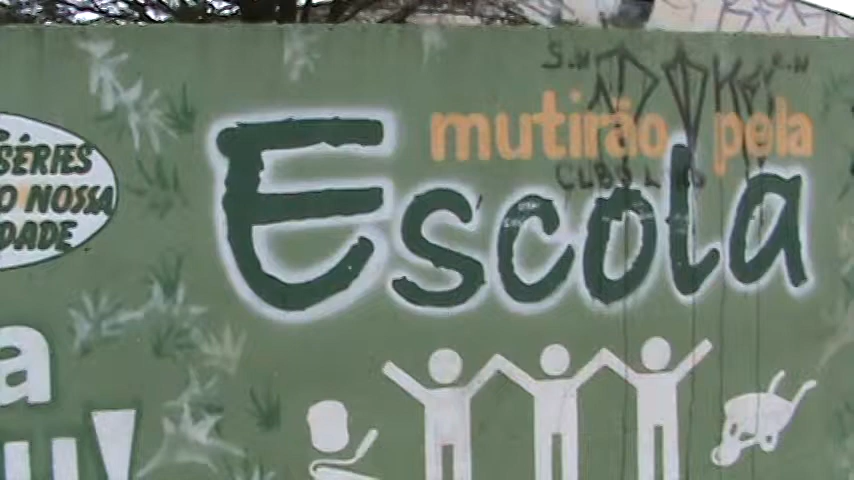 mutirão pela
Escola
SÉRIES
O NOSSA
DADE
a
u!